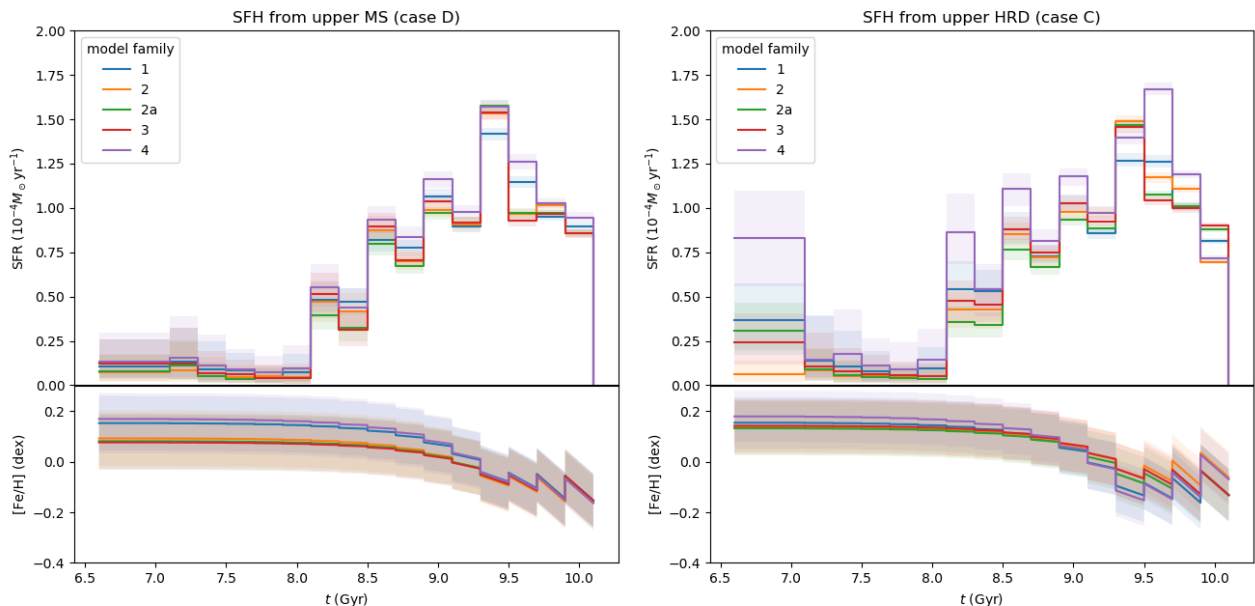 SFH from upper MS (case D)
SFR (10⁻⁴M⊙ yr⁻¹)
2.00
1.75
1.50
1.25
1.00
0.75
0.50
0.25
0.00
model family
1
2
2a
3
4
[Fe/H] (dex)
0.2
0.0
−0.2
−0.4
6.5 7.0 7.5 8.0 8.5 9.0 9.5 10.0
t (Gyr)
SFH from upper HRD (case C)
SFR (10⁻⁴M⊙ yr⁻¹)
2.00
1.75
1.50
1.25
1.00
0.75
0.50
0.25
0.00
model family
1
2
2a
3
4
[Fe/H] (dex)
0.2
0.0
−0.2
−0.4
6.5 7.0 7.5 8.0 8.5 9.0 9.5 10.0
t (Gyr)